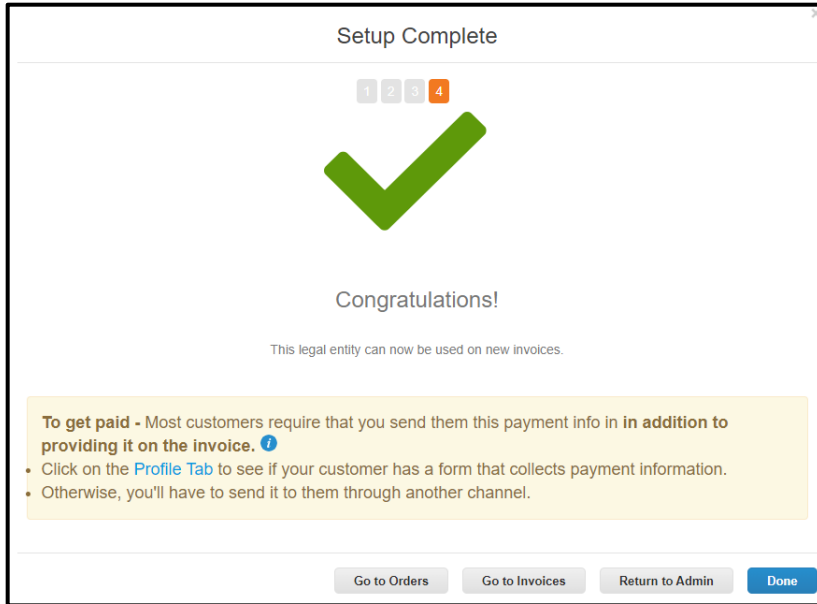 Setup Complete
1 2 3 4
Congratulations!
This legal entity can now be used on new invoices.
To get paid - Most customers require that you send them this payment info in in addition to
providing it on the invoice. i
• Click on the Profile Tab to see if your customer has a form that collects payment information.
• Otherwise, you'll have to send it to them through another channel.
Go to Orders Go to Invoices Return to Admin Done